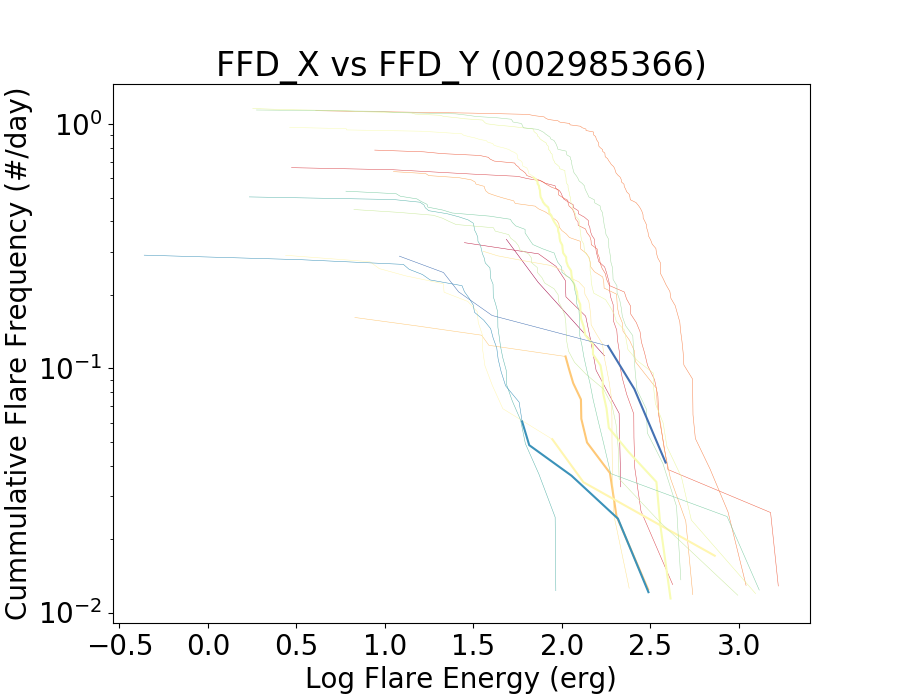 FFD_X vs FFD_Y (002985366)
Cummulative Flare Frequency (#/day)
10⁰
10⁻¹
10⁻²
−0.5 0.0 0.5 1.0 1.5 2.0 2.5 3.0
Log Flare Energy (erg)